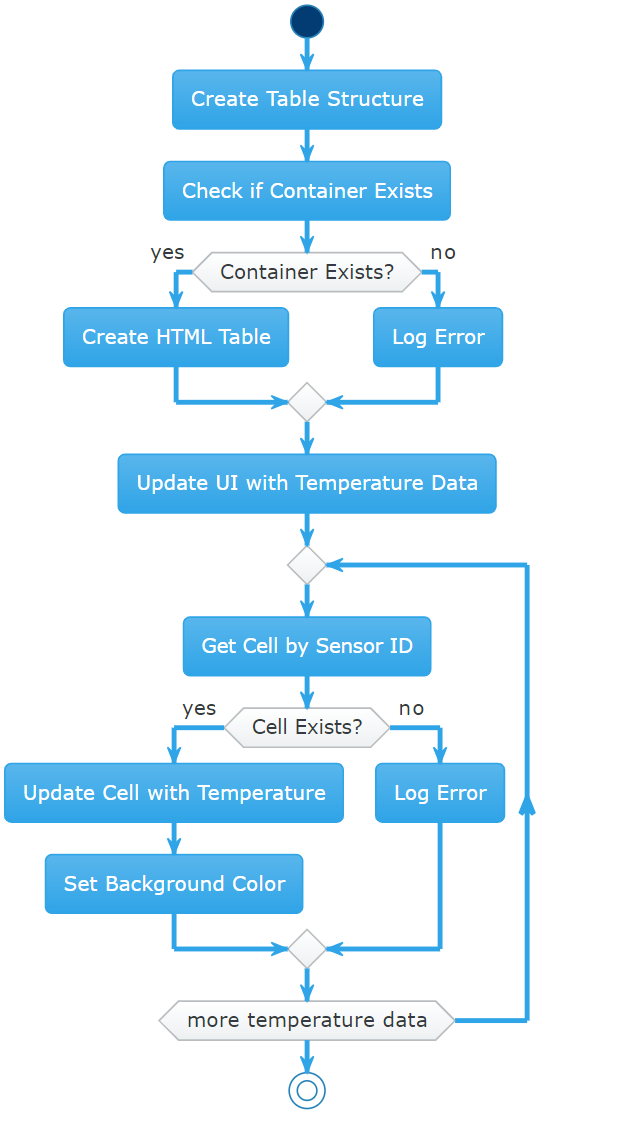 Create Table Structure
Check if Container Exists
yes
Container Exists?
no
Create HTML Table
Log Error
Update UI with Temperature Data
Get Cell by Sensor ID
yes
Cell Exists?
no
Update Cell with Temperature
Log Error
Set Background Color
more temperature data